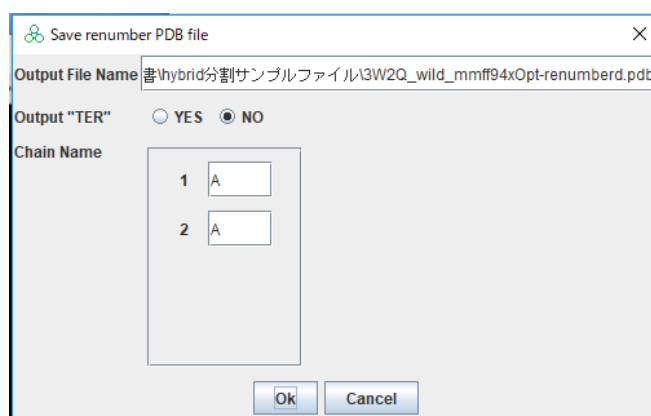 Save renumber PDB file
Output File Name 書\hybrid分割サンプルファイル\3W2Q_wild_mmff94xOpt-renumberd.pdb
Output "TER" YES NO
Chain Name
1 A
2 A
Ok Cancel